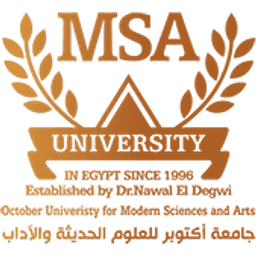 MSA
UNIVERSITY
IN EGYPT SINCE 1996
Established by Dr.Nawal El Degwi
October Univeristy for Modern Sciences and Arts
جامعة أكتوبر للعلوم الحديثة والأداب